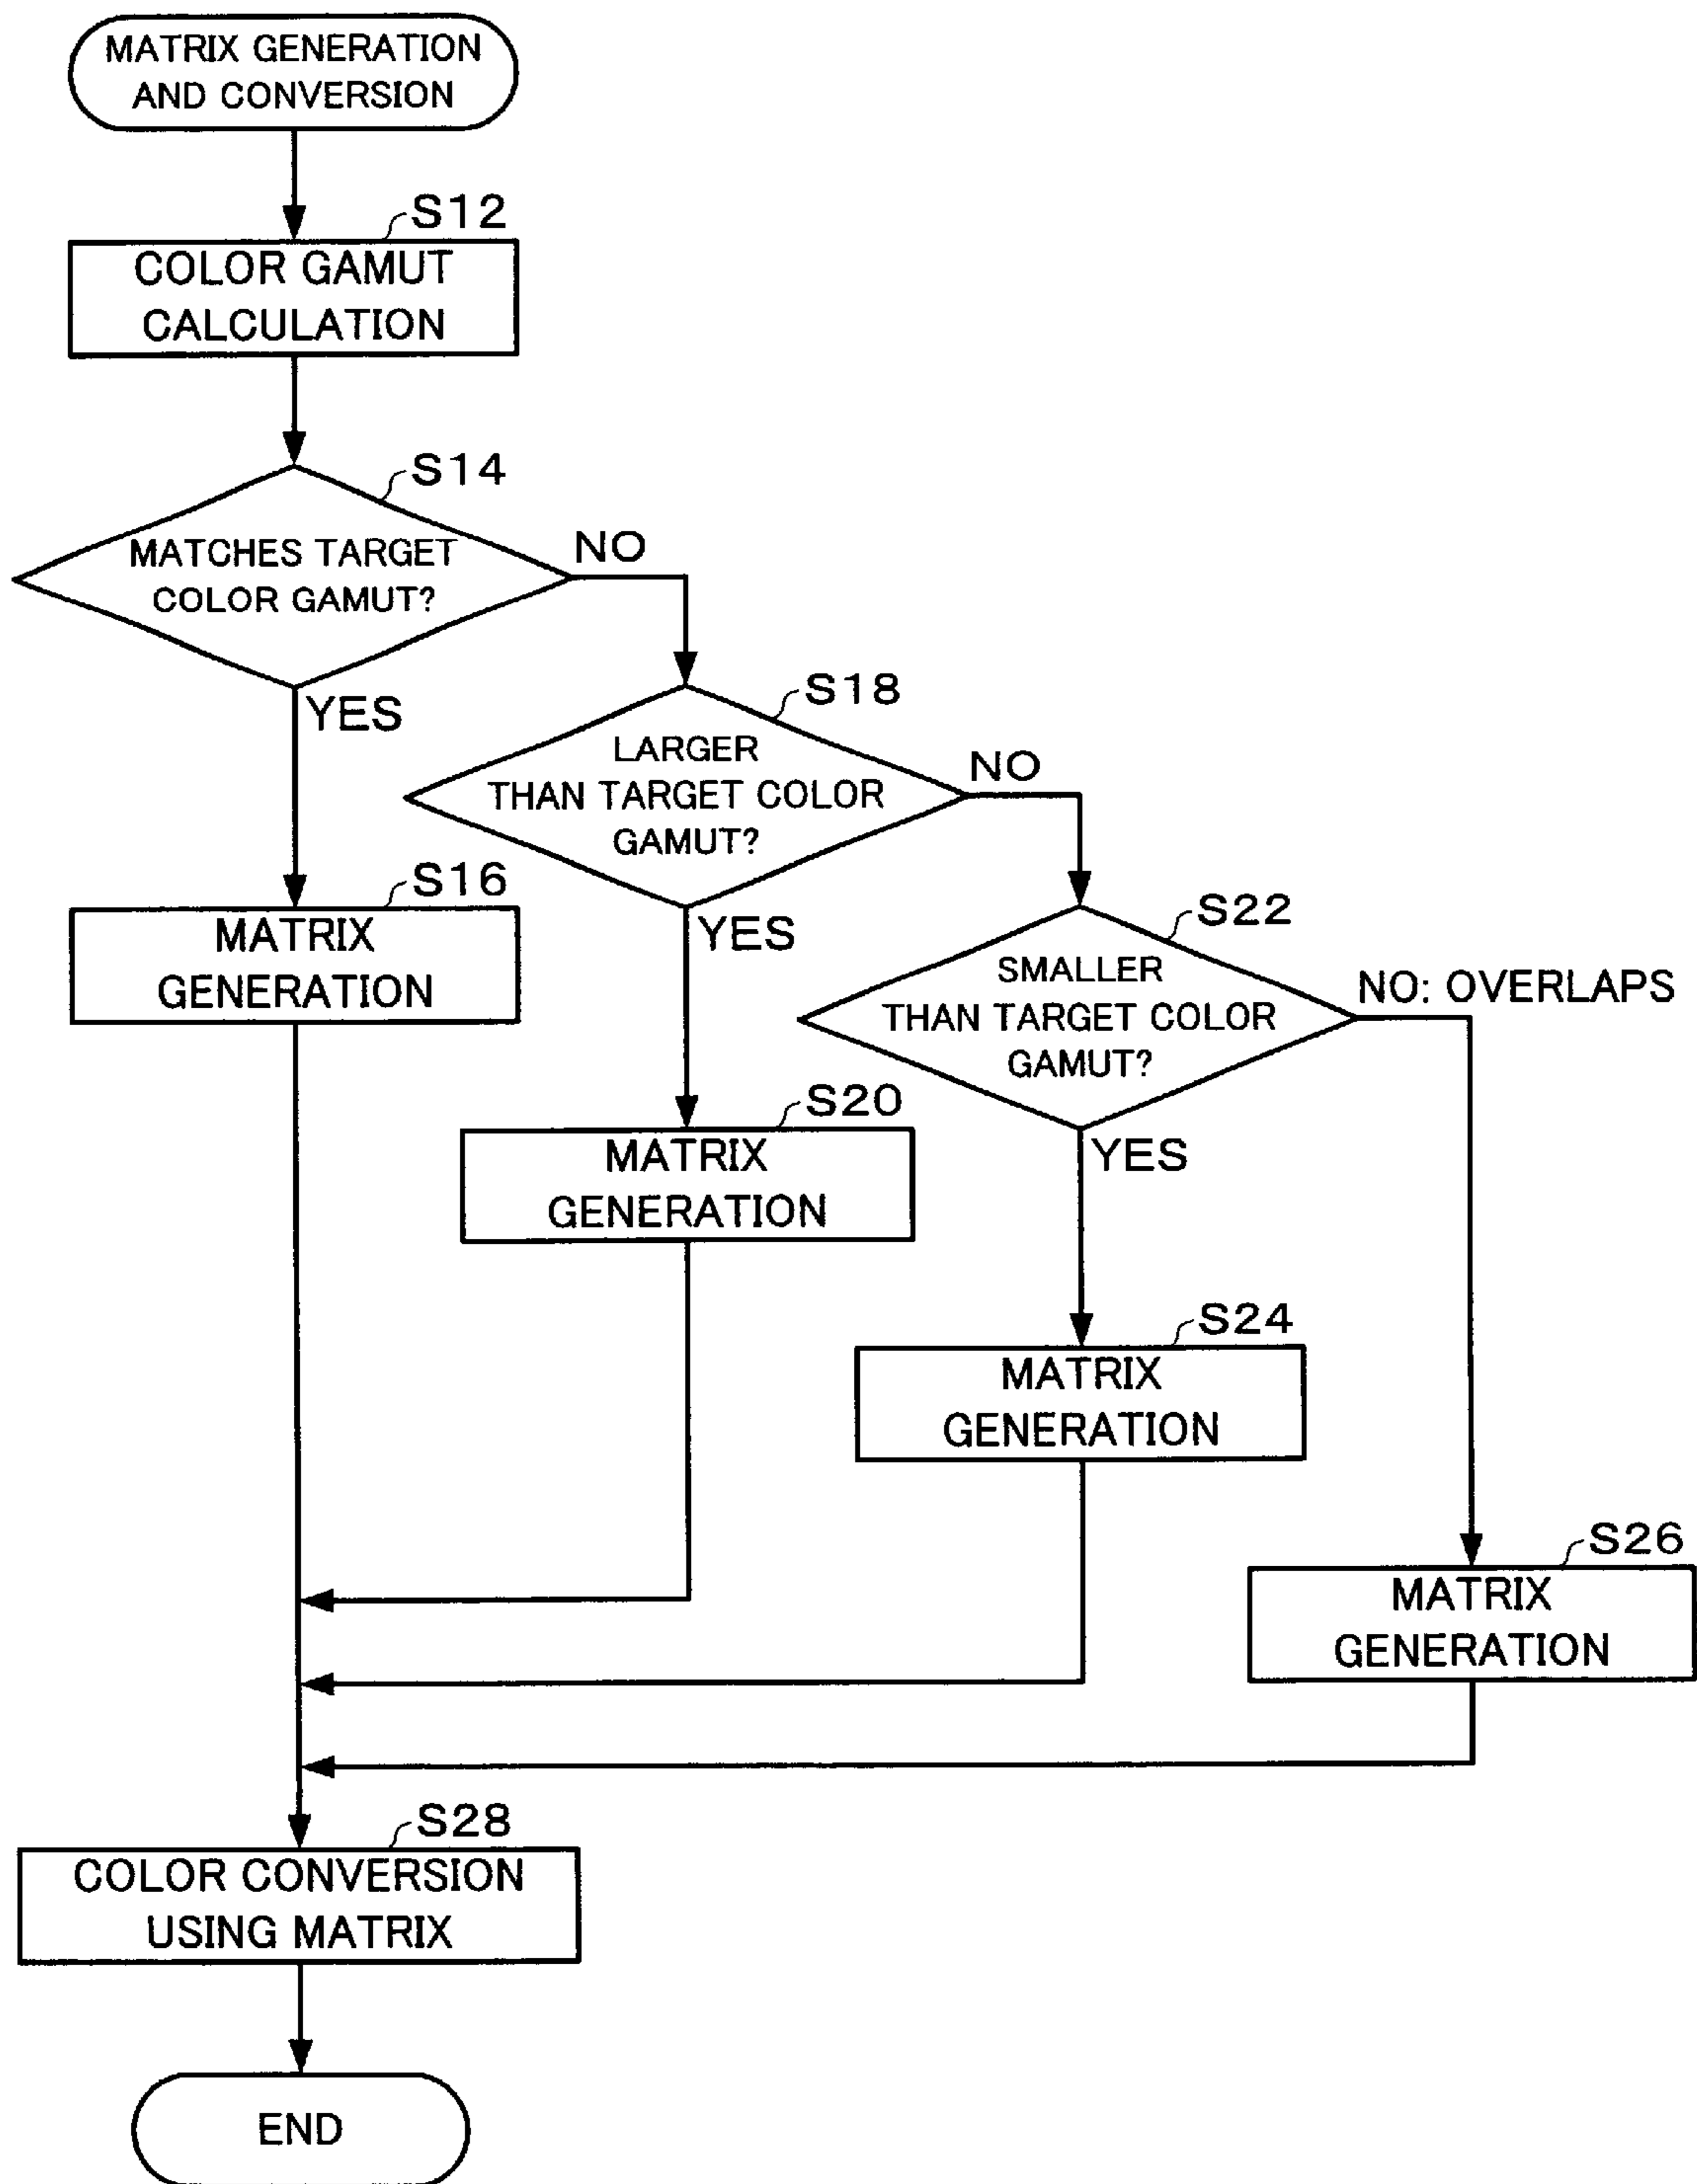 MATRIX GENERATION
AND CONVERSION
S12
COLOR GAMUT
CALCULATION
S14
MATCHES TARGET
COLOR GAMUT?
NO
YES
S18
LARGER
THAN TARGET COLOR
GAMUT?
NO
YES
S16
MATRIX
GENERATION
S22
SMALLER
THAN TARGET COLOR
GAMUT?
NO: OVERLAPS
YES
S20
MATRIX
GENERATION
S24
MATRIX
GENERATION
S26
MATRIX
GENERATION
S28
COLOR CONVERSION
USING MATRIX
END